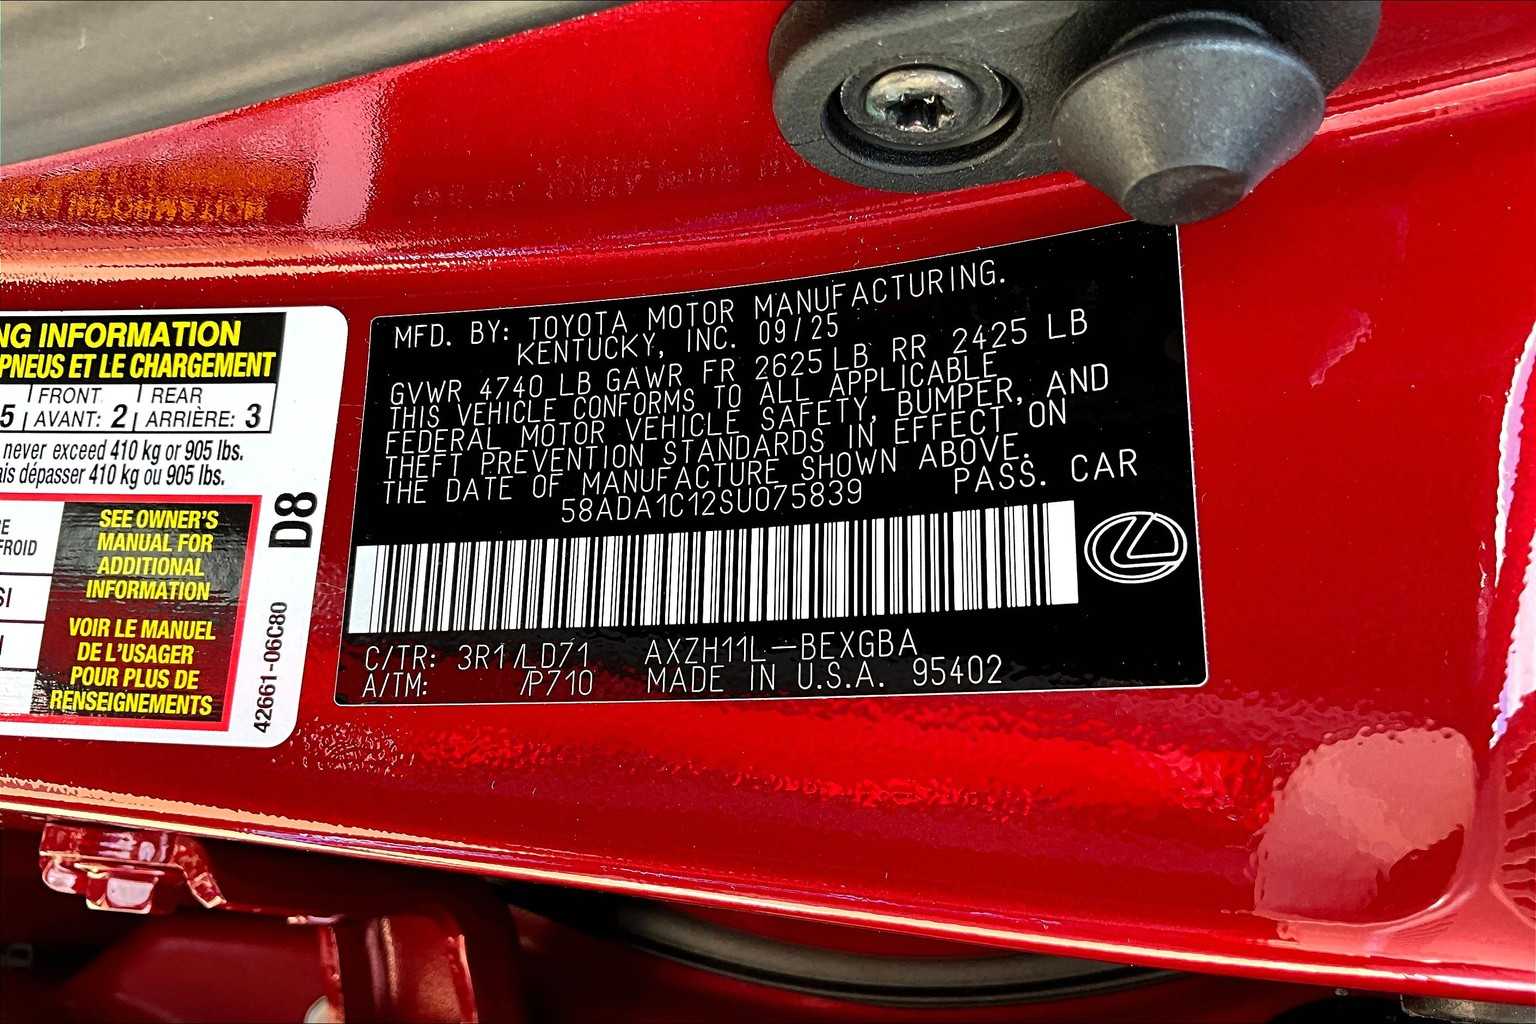 NG INFORMATION
PNEUS ET LE CHARGEMENT
5 FRONT AVANT: 2 REAR ARRIÈRE: 3
never exceed 410 kg or 905 lbs.
ais dépasser 410 kg ou 905 lbs.
FROID
SEE OWNER'S
MANUAL FOR
ADDITIONAL
INFORMATION
VOIR LE MANUEL
DE L'USAGER
POUR PLUS DE
RENSEIGNEMENTS
D8
42661-06C80
MFD. BY: TOYOTA MOTOR MANUFACTURING.
KENTUCKY, INC. 09/25
GVWR 4740 LB GAWR FR 2625 LB RR 2425 LB
THIS VEHICLE CONFORMS TO ALL APPLICABLE
FEDERAL MOTOR VEHICLE SAFETY, BUMPER, AND
THEFT PREVENTION STANDARDS IN EFFECT ON
THE DATE OF MANUFACTURE SHOWN ABOVE.
58ADA1C12SU075839 PASS. CAR
C/TR: 3R1/LD71 AXZH11L-BEXGBA
A/TM: /P710 MADE IN U.S.A. 95402